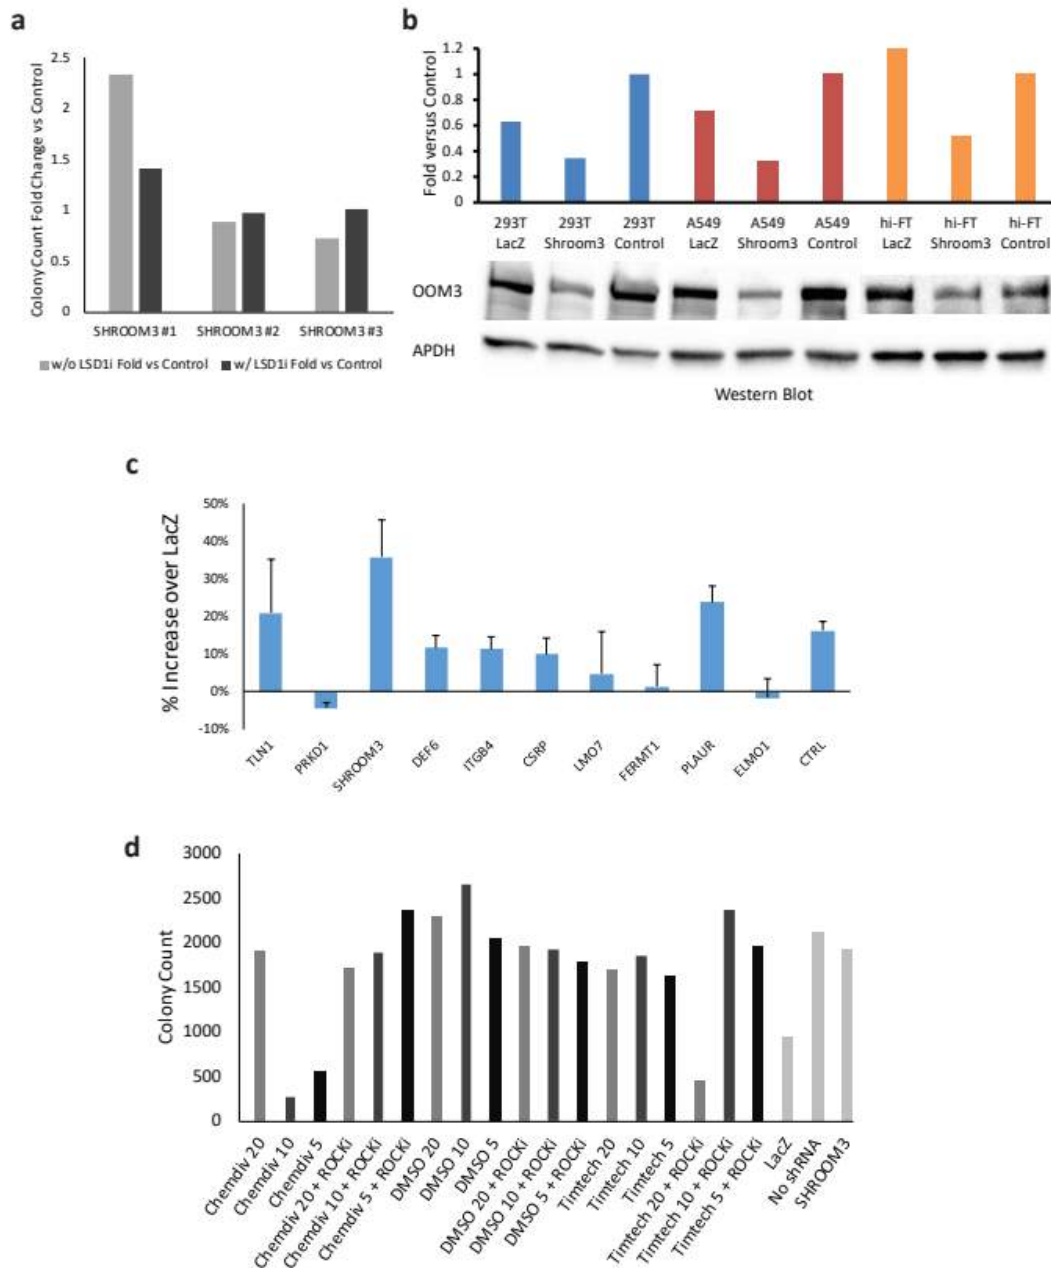 a
Colony Count Fold Change vs Control
2.5
2
1.5
1
0.5
0
SHROOM3 #1 SHROOM3 #2 SHROOM3 #3
w/o LSD1i Fold vs Control w/ LSD1i Fold vs Control
b
Fold versus Control
1.2
1
0.8
0.6
0.4
0.2
0
293T 293T 293T A549 A549 A549 hi-FT hi-FT hi-FT
LacZ Shroom3 Control LacZ Shroom3 Control LacZ Shroom3 Control
OOM3
APDH
Western Blot
c
% Increase over LacZ
50%
40%
30%
20%
10%
0%
-10%
TLN1
PRKD1
SHROOM3
DEF6
ITGB4
CSRP
LMO7
FERMT1
PLAUR
ELMO1
CTRL
d
Colony Count
3000
2500
2000
1500
1000
500
0
Chemdiv 20
Chemdiv 10
Chemdiv 5
Chemdiv 20 + ROCKi
Chemdiv 10 + ROCKi
Chemdiv 5 + ROCKi
DMSO 20
DMSO 10
DMSO 5
DMSO 20 + ROCKi
DMSO 10 + ROCKi
DMSO 5 + ROCKi
Timtech 20
Timtech 10
Timtech 5
Timtech 20 + ROCKi
Timtech 10 + ROCKi
Timtech 5 + ROCKi
LacZ
No shRNA
SHROOM3